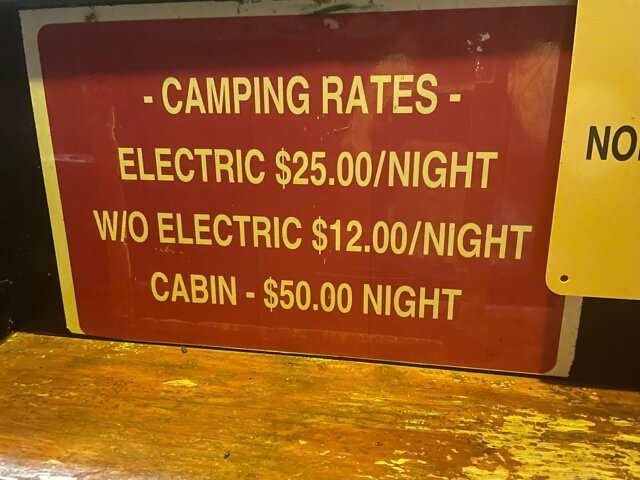 - CAMPING RATES -
ELECTRIC $25.00/NIGHT
W/O ELECTRIC $12.00/NIGHT
CABIN - $50.00 NIGHT